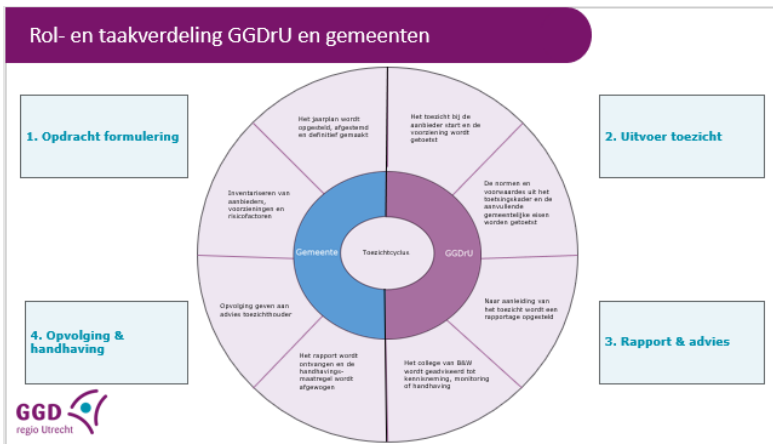 Rol- en taakverdeling GGDrU en gemeenten
1. Opdracht formulering
2. Uitvoer toezicht
3. Rapport & advies
4. Opvolging &
handhaving
Het jaarplan wordt
opgesteld, afgestemd
en definitief gemaakt
Het toezicht bij de
aanbieder start en de
voorziening wordt
getoetst
De normen en
voorwaardes uit het
toetsingskader en de
aanvullende
gemeentelijke eisen
worden getoetst
Naar aanleiding van
het toezicht wordt een
rapportage opgesteld
Het college van B&W
wordt geadviseerd tot
kennisneming, monitoring
of handhaving
Het rapport wordt
ontvangen en de
handhavings-
maatregel wordt
afgewogen
Opvolging geven aan
advies toezichthouder
Inventariseren van
aanbieders,
voorzieningen en
risicofactoren
Gemeente
Toezichtcyclus
GGDrU
GGD
regio Utrecht